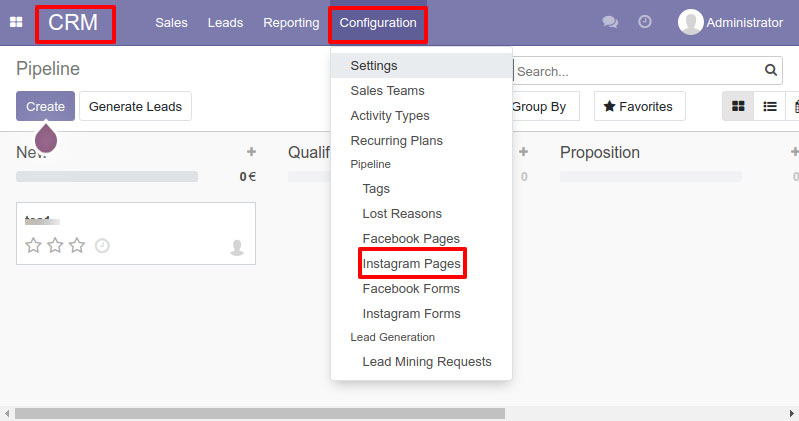 CRM Sales Leads Reporting Configuration Administrator
Pipeline
Search...
Create Generate Leads
Group By Favorites
Settings
Sales Teams
Activity Types
Recurring Plans
Pipeline
Tags
Lost Reasons
Facebook Pages
Instagram Pages
Facebook Forms
Instagram Forms
Lead Generation
Lead Mining Requests
New
0 €
Qualif
0
Proposition
0